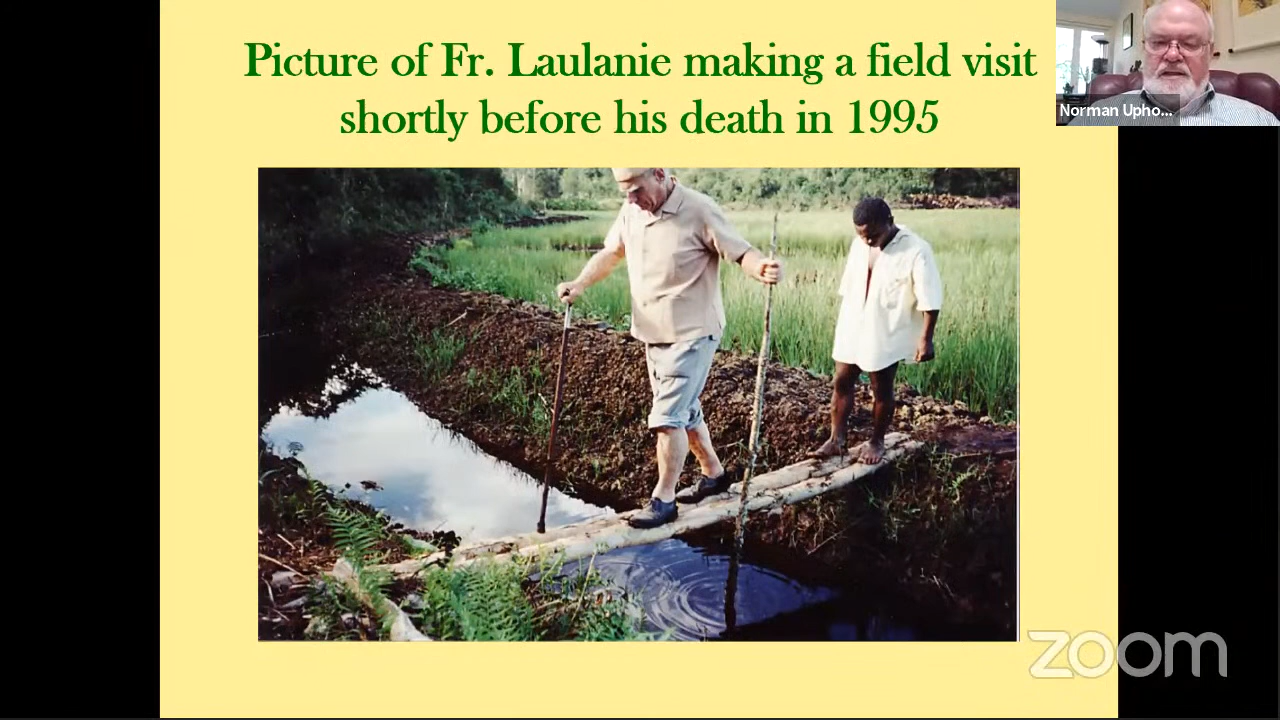 Picture of Fr. Laulanie making a field visit
shortly before his death in 1995
Norman Upho...
zoom